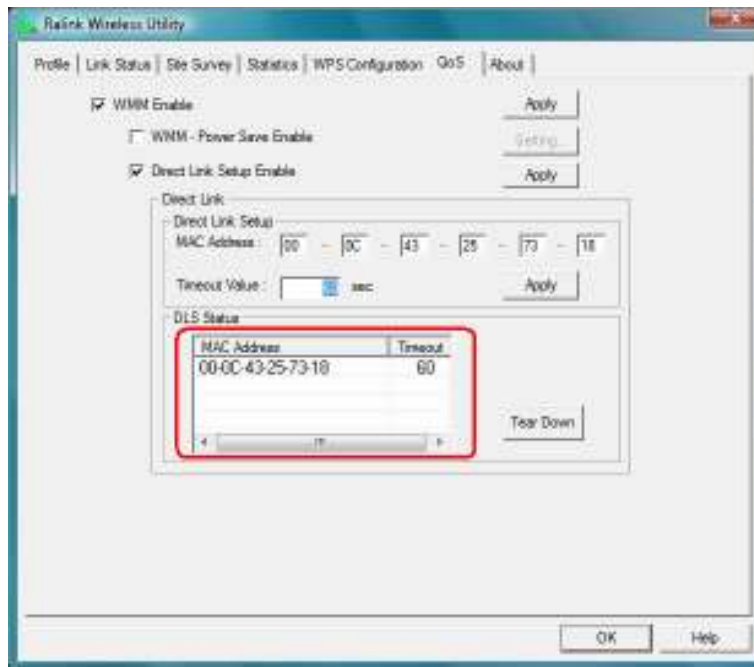 Ralink Wireless Utility
Profile | Link Status | Site Survey | Statistics | WPS Configuration QoS | About |
WMM Enable Apply
WMM - Power Save Enable Setting...
Direct Link Setup Enable Apply
Direct Link
Direct Link Setup
MAC Address : 00 - 0C - 43 - 25 - 73 - 18
Timeout Value : sec Apply
DLS Status
MAC Address Timeout
00-0C-43-25-73-18 60
Tear Down
OK Help